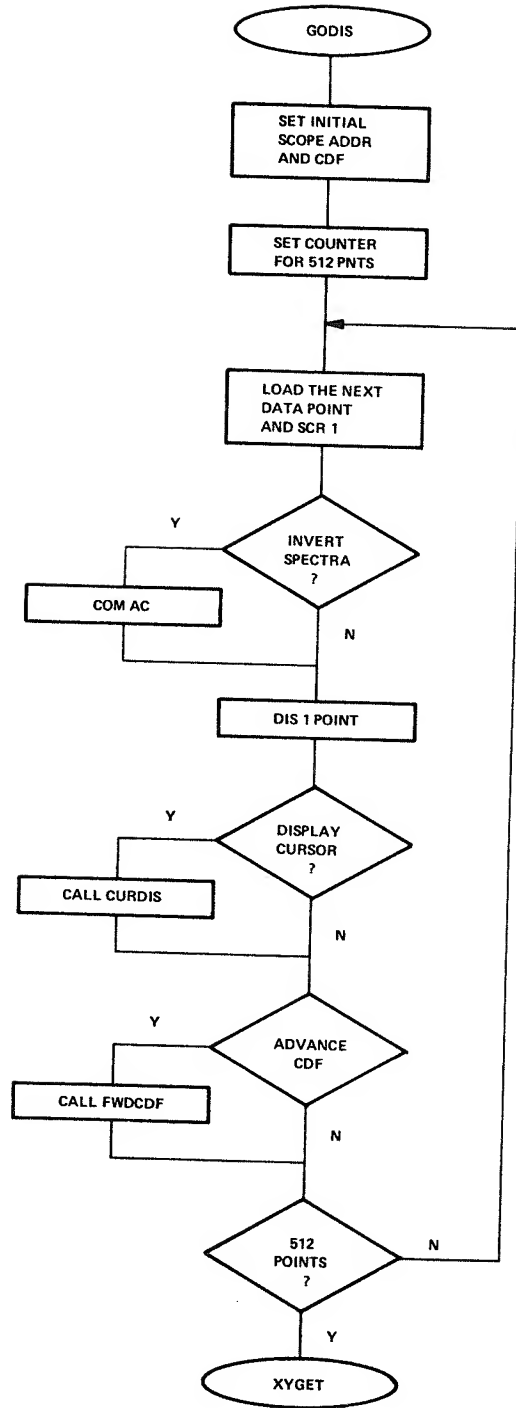 GODIS
SET INITIAL
SCOPE ADDR
AND CDF
SET COUNTER
FOR 512 PNTS
LOAD THE NEXT
DATA POINT
AND SCR 1
Y
INVERT
SPECTRA
?
COM AC
N
DIS 1 POINT
Y
DISPLAY
CURSOR
?
CALL CURDIS
N
Y
ADVANCE
CDF
CALL FWDCDF
N
512
POINTS
?
N
Y
XYGET